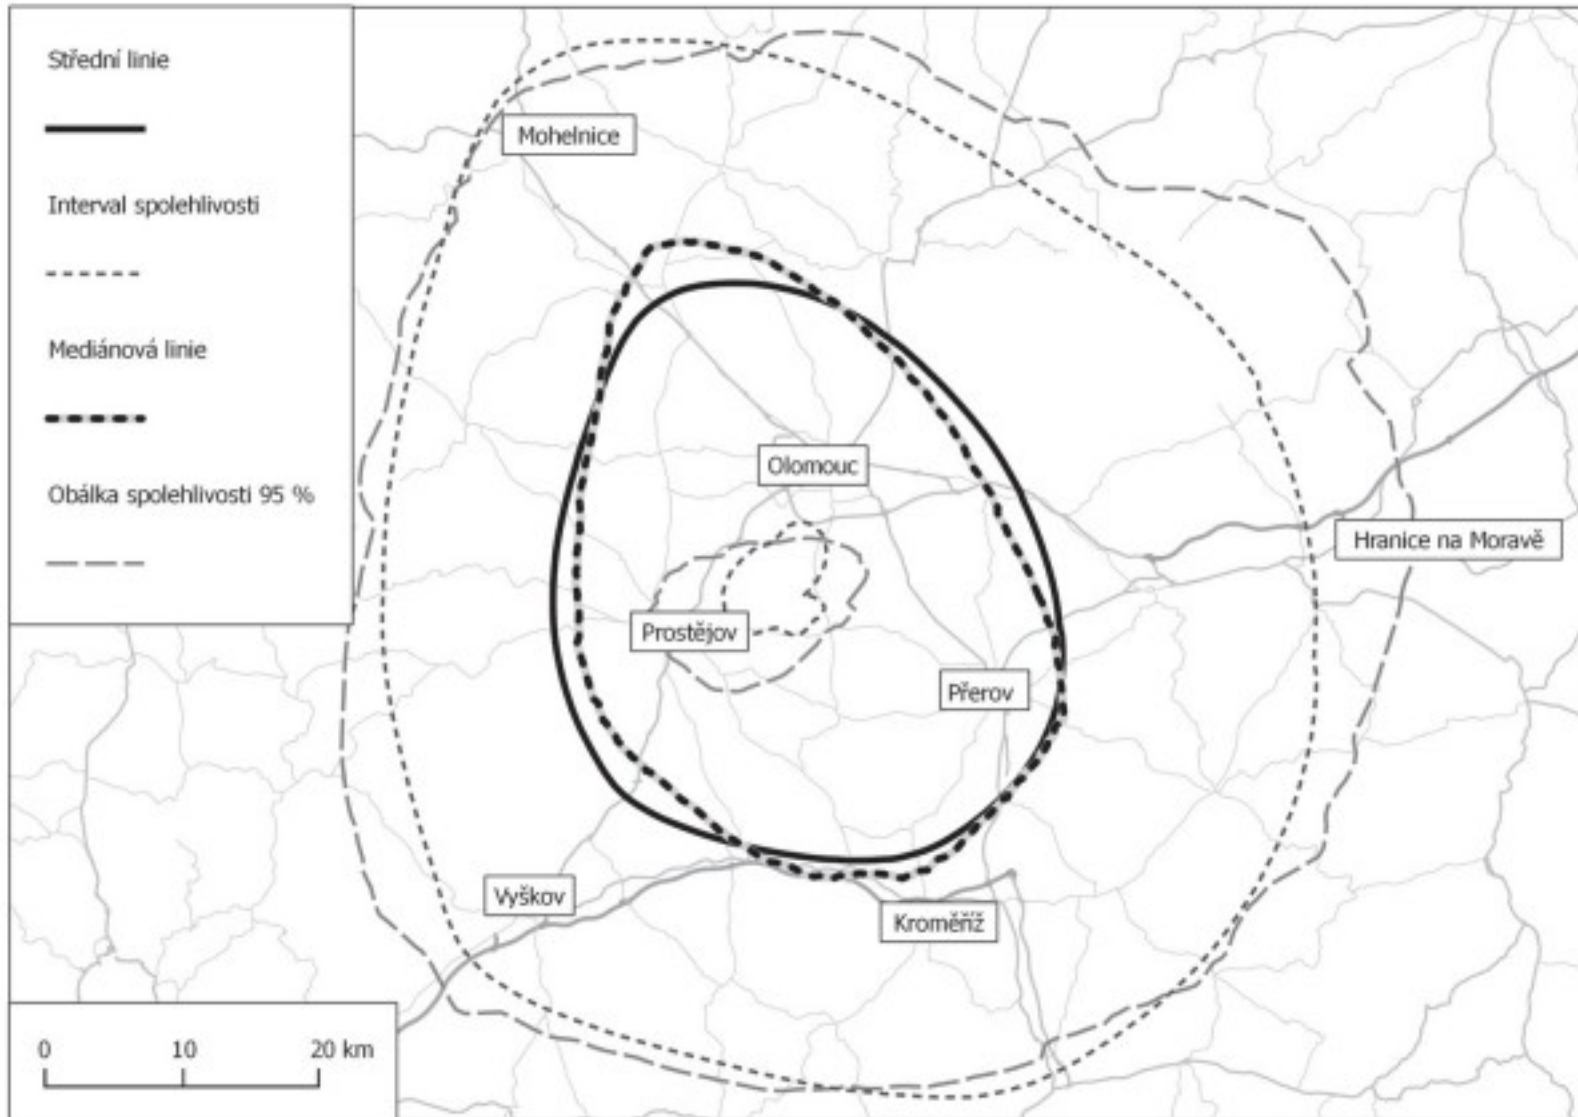 Střední linie
Interval spolehlivosti
Mediánová linie
Obálka spolehlivosti 95 %
Mohelnice
Olomouc
Hranice na Moravě
Prostějov
Přerov
Vyškov
Kroměříž
0 10 20 km